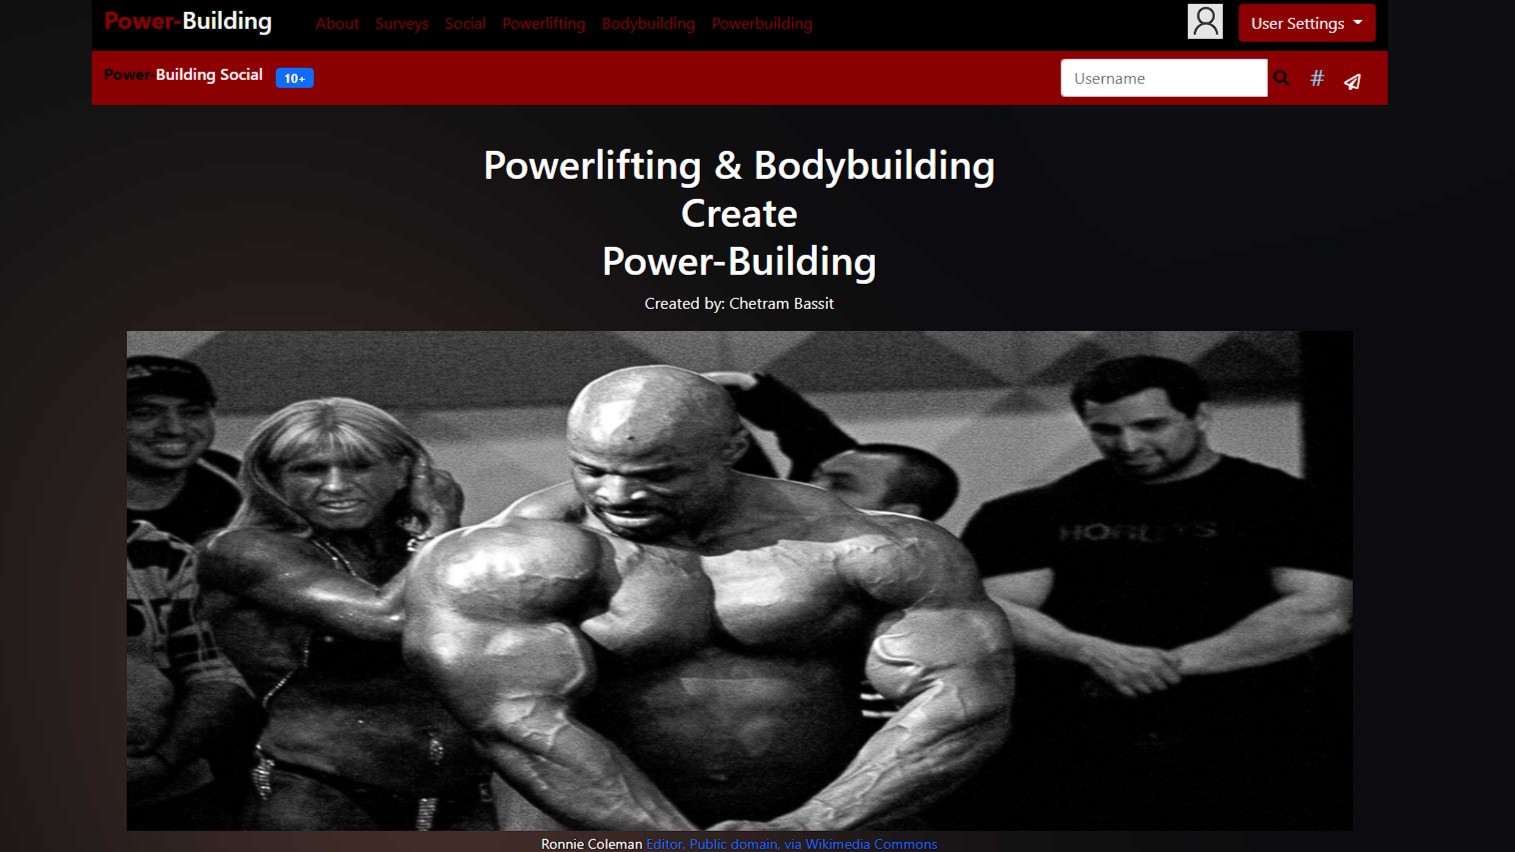 Power-Building About Surveys Social Powerlifting Bodybuilding Powerbuilding User Settings
Power-Building Social 10+ Username #
Powerlifting & Bodybuilding
Create
Power-Building
Created by: Chetram Bassit
HORLEYS
Ronnie Coleman Editor, Public domain, via Wikimedia Commons